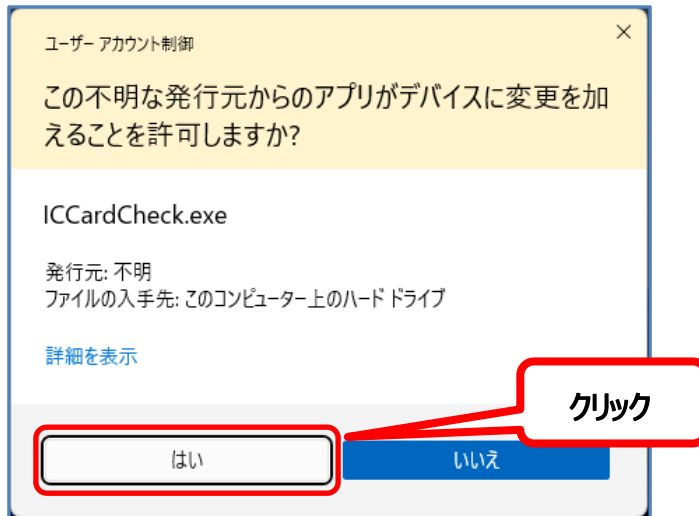 ユーザー アカウント制御
この不明な発行元からのアプリがデバイスに変更を加
えることを許可しますか?
ICCardCheck.exe
発行元: 不明
ファイルの入手先: このコンピューター上のハード ドライブ
詳細を表示
クリック
はい
いいえ